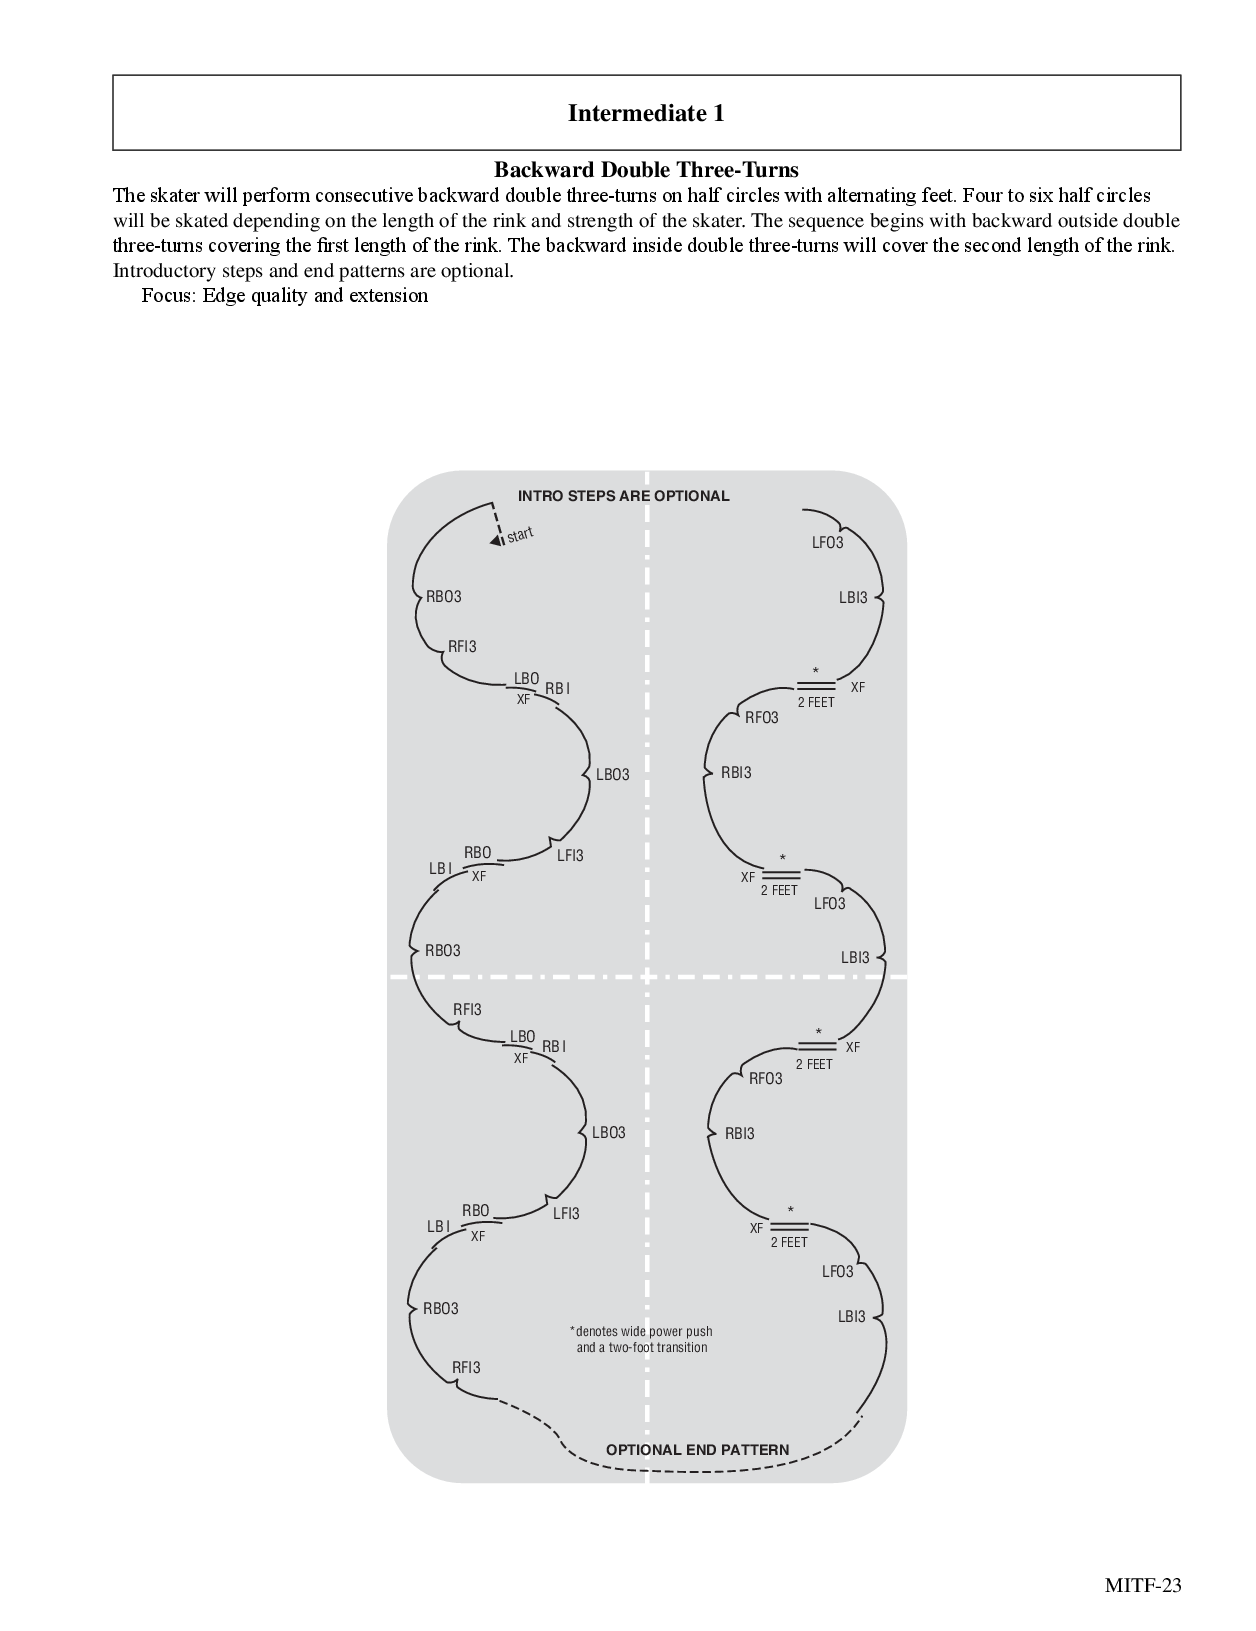 Intermediate 1
Backward Double Three-Turns
The skater will perform consecutive backward double three-turns on half circles with alternating feet. Four to six half circles
will be skated depending on the length of the rink and strength of the skater. The sequence begins with backward outside double
three-turns covering the first length of the rink. The backward inside double three-turns will cover the second length of the rink.
Introductory steps and end patterns are optional.
Focus: Edge quality and extension
INTRO STEPS ARE OPTIONAL
start
RBO3
RFI3
LBO
XF
RBI
LBO3
LFI3
RBO
XF
LBI
RBO3
RFI3
LBO
XF
RBI
LBO3
LFI3
RBO
XF
LBI
RBO3
RFI3
LFO3
LBI3
*
2 FEET
XF
RFO3
RBI3
*
XF
2 FEET
LFO3
LBI3
*
2 FEET
XF
RFO3
RBI3
*
XF
2 FEET
LFO3
LBI3
*denotes wide power push
and a two-foot transition
OPTIONAL END PATTERN
MITF-23